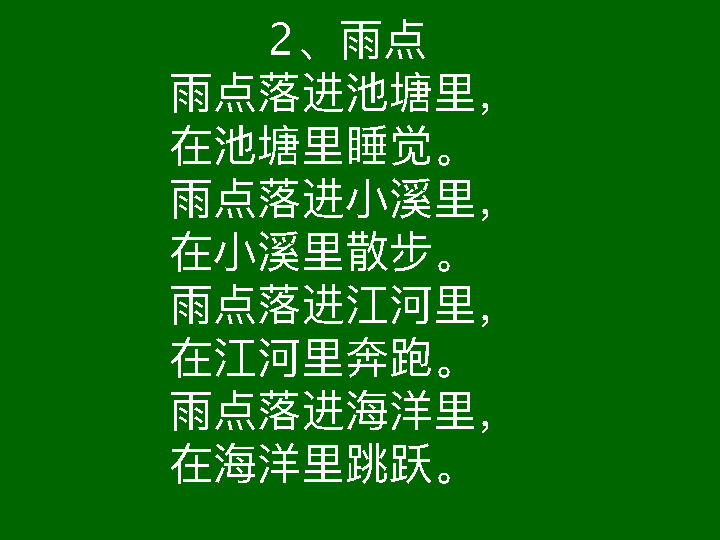 2、雨点
雨点落进池塘里，
在池塘里睡觉。
雨点落进小溪里，
在小溪里散步。
雨点落进江河里，
在江河里奔跑。
雨点落进海洋里，
在海洋里跳跃。